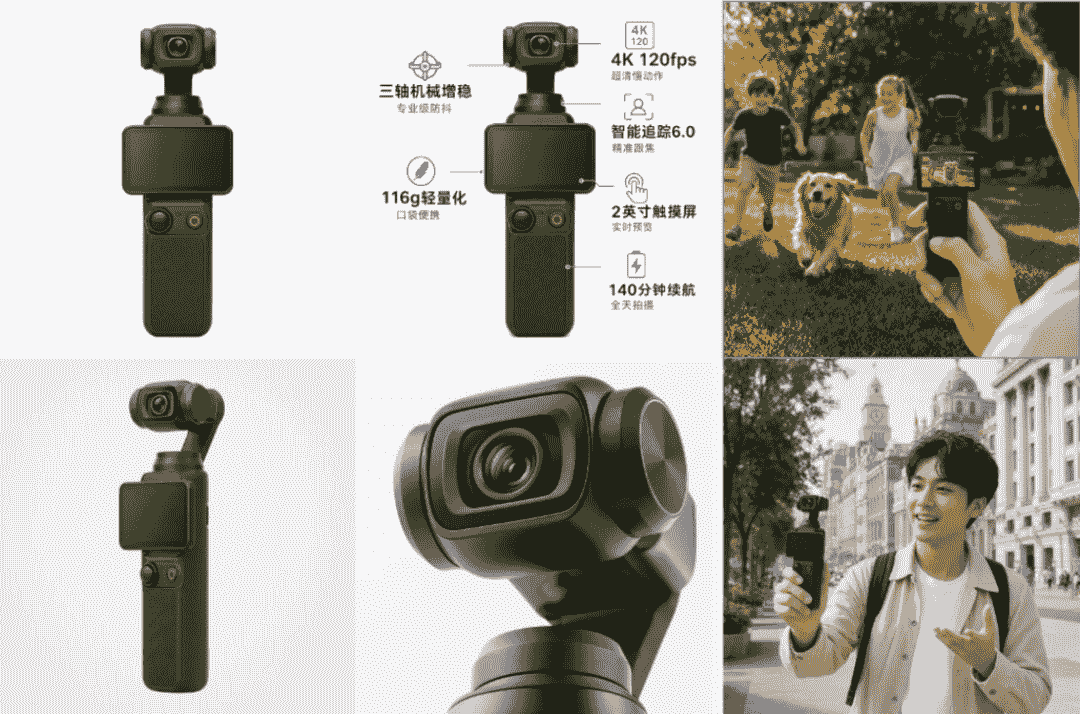 三轴机械增稳
专业级防抖
116g轻量化
口袋便携
4K
120
4K 120fps
超清慢动作
智能追踪6.0
精准跟焦
2英寸触摸屏
实时预览
140分钟续航
全天拍摄